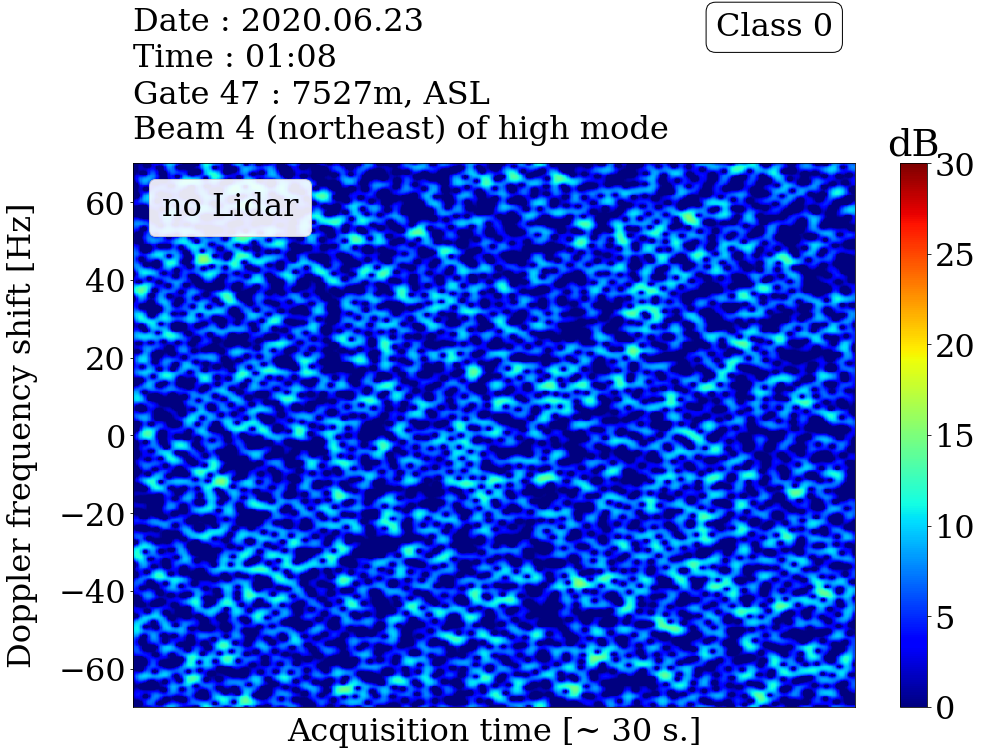 Date : 2020.06.23
Class 0
Time : 01:08
Gate 47 : 7527m, ASL
Beam 4 (northeast) of high mode
dB
no Lidar
Doppler frequency shift [Hz]
60
40
20
0
−20
−40
−60
30
25
20
15
10
5
0
Acquisition time [~ 30 s.]